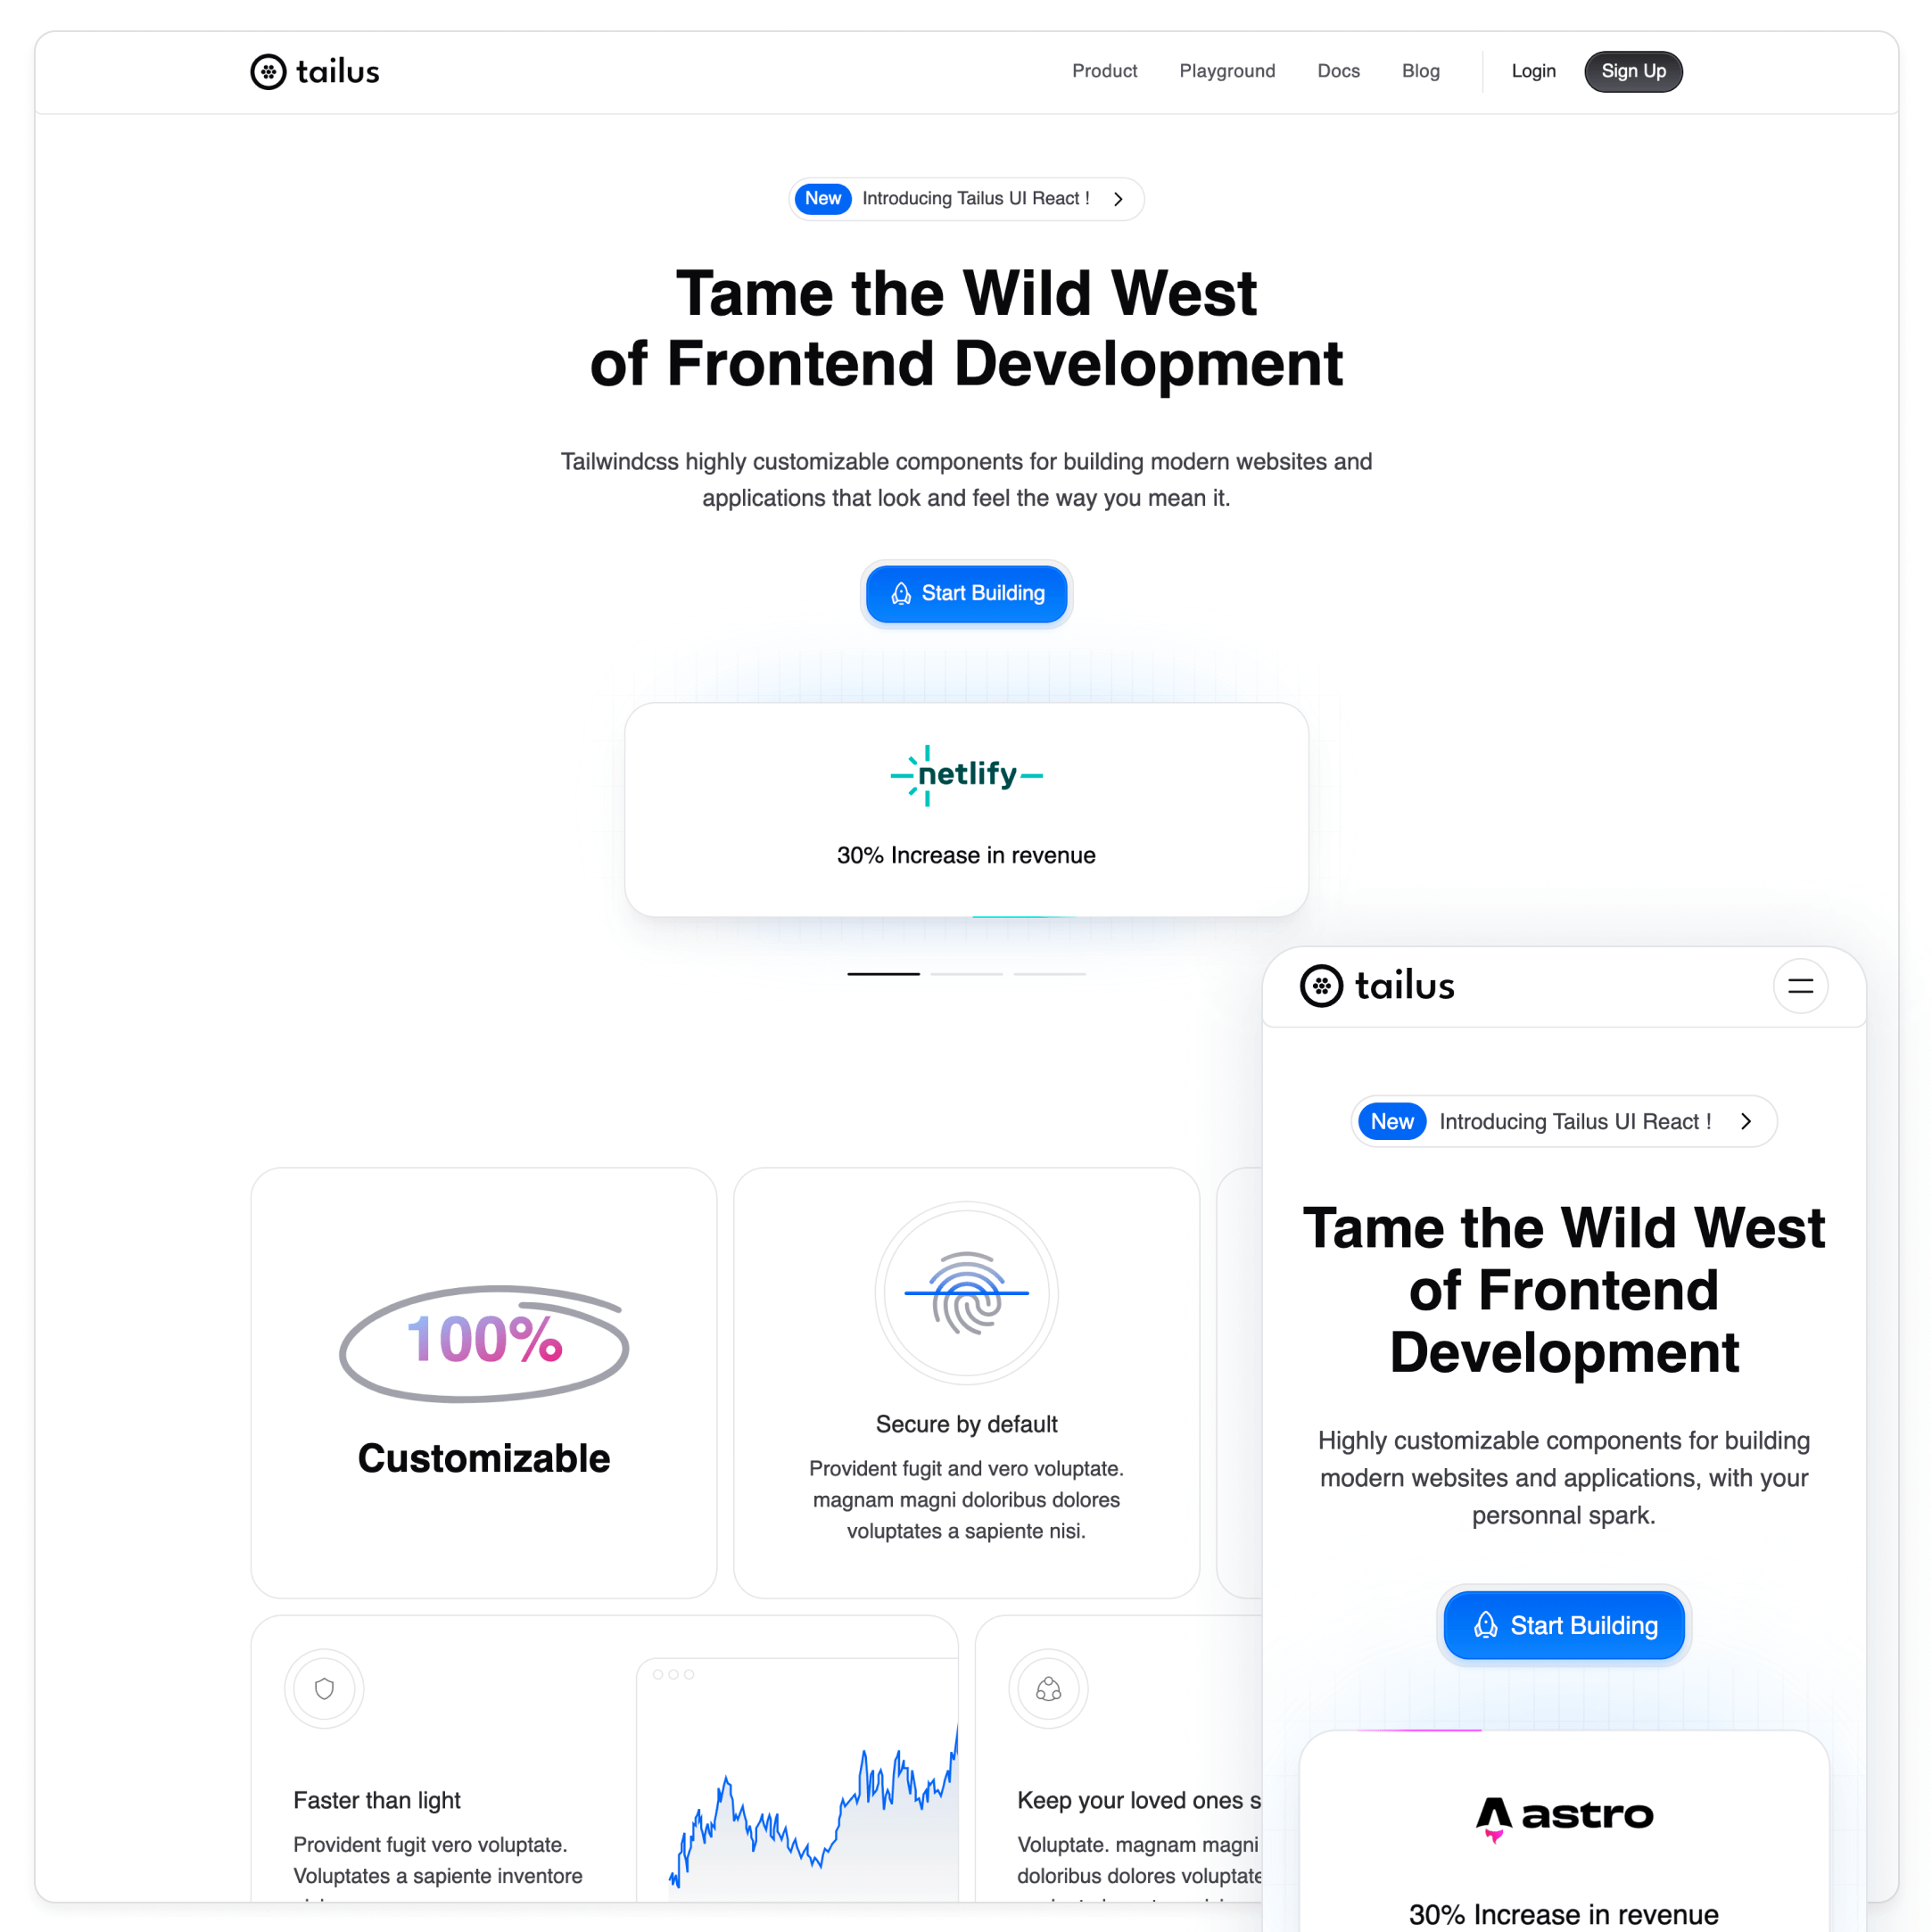 tailus
Product Playground Docs Blog Login Sign Up
New Introducing Tailus UI React !
Tame the Wild West
of Frontend Development
Tailwindcss highly customizable components for building modern websites and
applications that look and feel the way you mean it.
Start Building
netlify
30% Increase in revenue
100%
Customizable
Secure by default
Provident fugit and vero voluptate.
magnam magni doloribus dolores
voluptates a sapiente nisi.
Faster than light
Provident fugit vero voluptate.
Voluptates a sapiente inventore
Keep your loved ones s
Voluptate. magnam magni
doloribus dolores voluptate
tailus
New Introducing Tailus UI React !
Tame the Wild West
of Frontend
Development
Highly customizable components for building
modern websites and applications, with your
personnal spark.
Start Building
astro
30% Increase in revenue